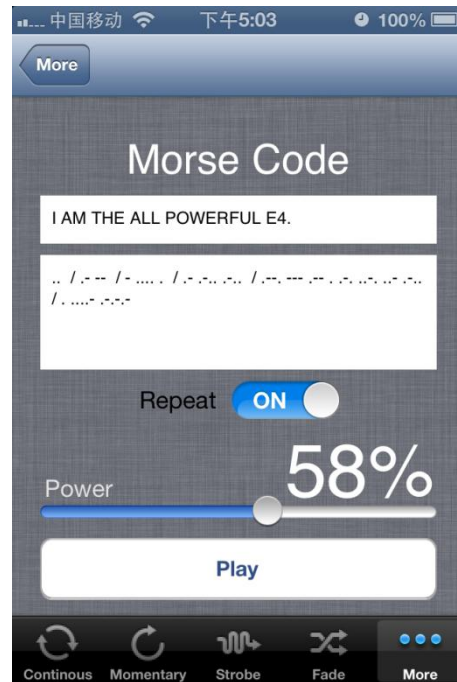 中国移动 下午5:03 100%
More
Morse Code
I AM THE ALL POWERFUL E4.
.. / .- -- / - .... . / .- .-.. .-.. / .--. --- .-- . .-. ..-. ..- .-..
/ . ....- .-.-.-
Repeat ON
58%
Power
Play
Continous Momentary Strobe Fade More